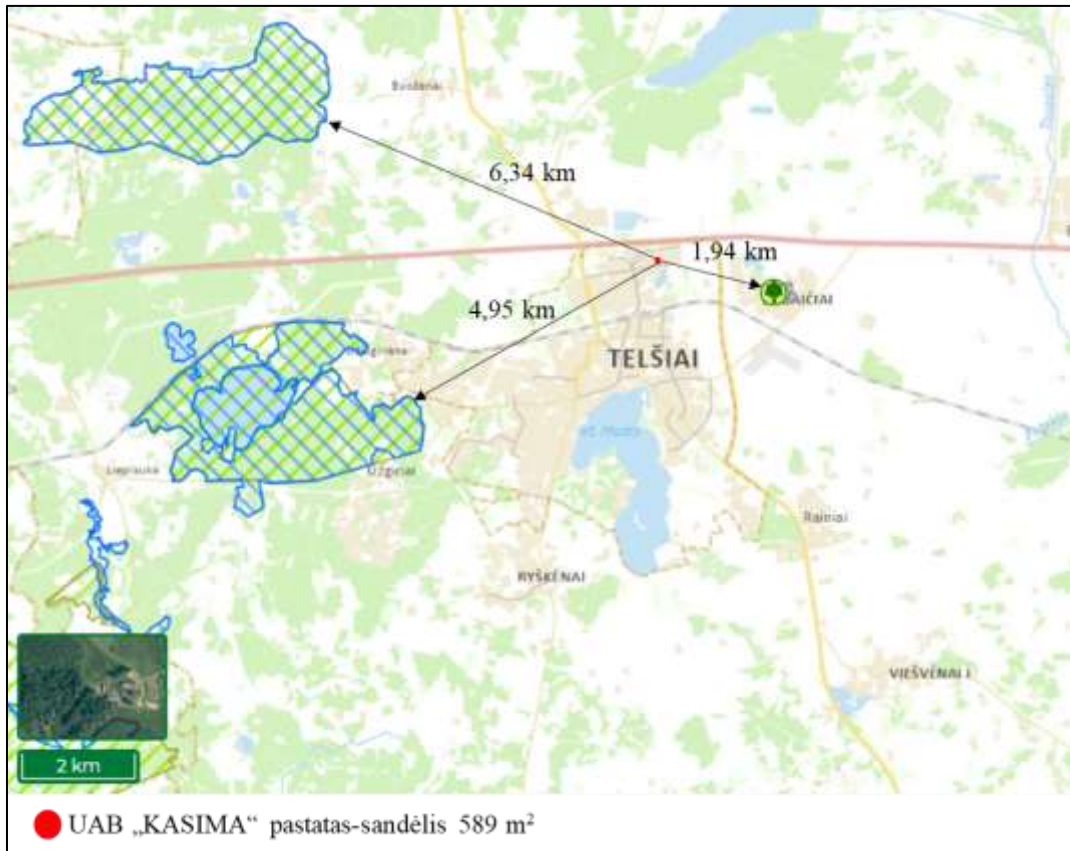 6,34 km
1,94 km
4,95 km
TELŠIAI
Ryškėnai
Rainiai
VIEŠVĖNAI I
2 km
UAB „KASIMA“ pastatas-sandėlis 589 m²